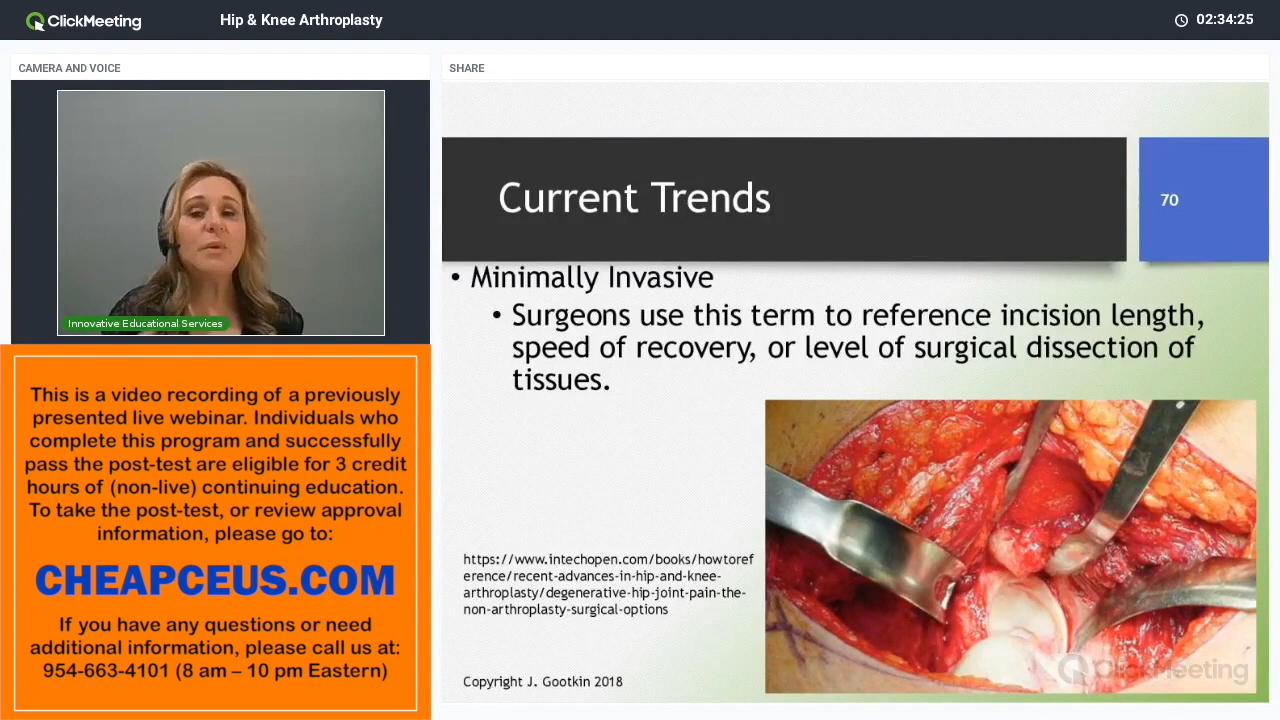 ClickMeeting
Hip & Knee Arthroplasty
02:34:25
CAMERA AND VOICE
Innovative Educational Services
This is a video recording of a previously
presented live webinar. Individuals who
complete this program and successfully
pass the post-test are eligible for 3 credit
hours of (non-live) continuing education.
To take the post-test, or review approval
information, please go to:
CHEAPCEUS.COM
If you have any questions or need
additional information, please call us at:
954-663-4101 (8 am – 10 pm Eastern)
SHARE
Current Trends
70
• Minimally Invasive
• Surgeons use this term to reference incision length,
speed of recovery, or level of surgical dissection of
tissues.
https://www.intechopen.com/books/howtoref
erence/recent-advances-in-hip-and-knee-
arthroplasty/degenerative-hip-joint-pain-the-
non-arthroplasty-surgical-options
Copyright J. Gootkin 2018
ClickMeeting